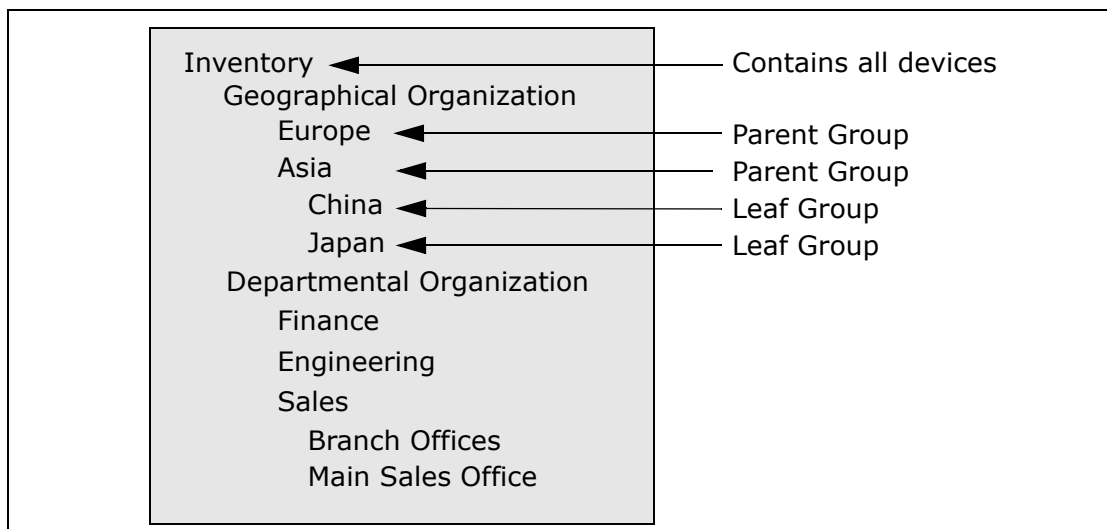 Inventory Contains all devices
Geographical Organization
Europe Parent Group
Asia Parent Group
China Leaf Group
Japan Leaf Group
Departmental Organization
Finance
Engineering
Sales
Branch Offices
Main Sales Office